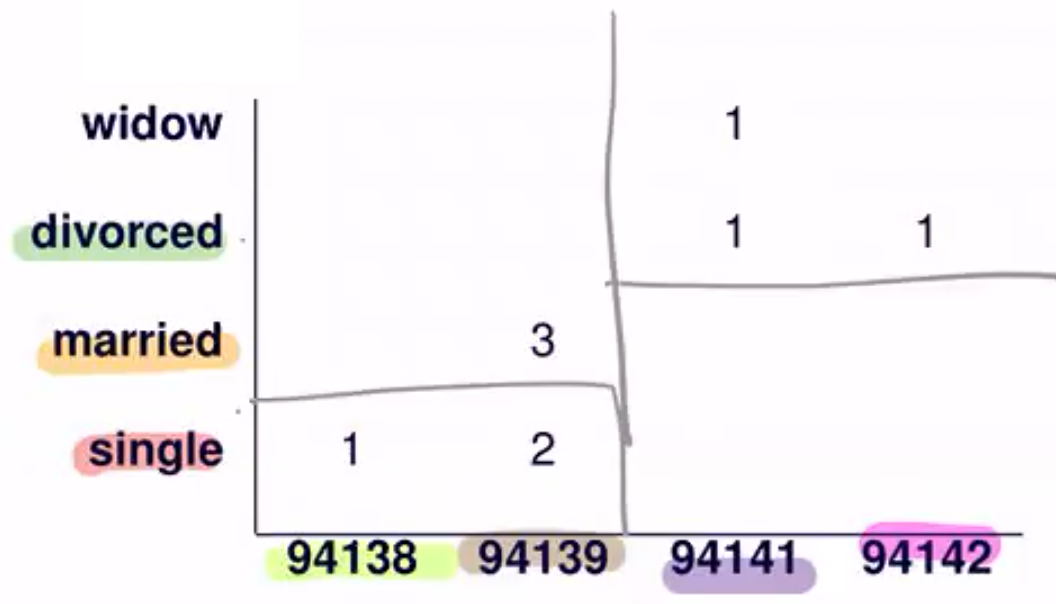 widow 1
divorced 1 1
married 3
single 1 2
94138 94139 94141 94142